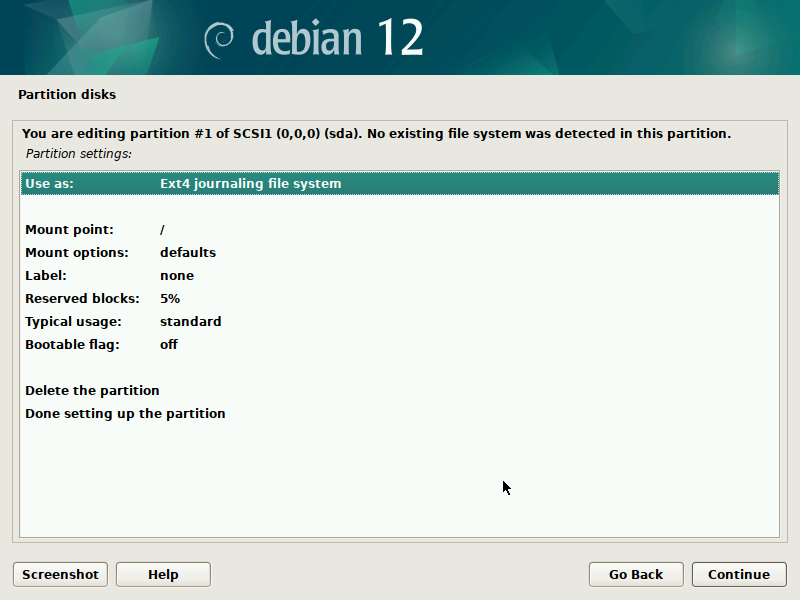 debian 12
Partition disks
You are editing partition #1 of SCSI1 (0,0,0) (sda). No existing file system was detected in this partition.
Partition settings:
Use as: Ext4 journaling file system
Mount point: /
Mount options: defaults
Label: none
Reserved blocks: 5%
Typical usage: standard
Bootable flag: off
Delete the partition
Done setting up the partition
Screenshot Help Go Back Continue